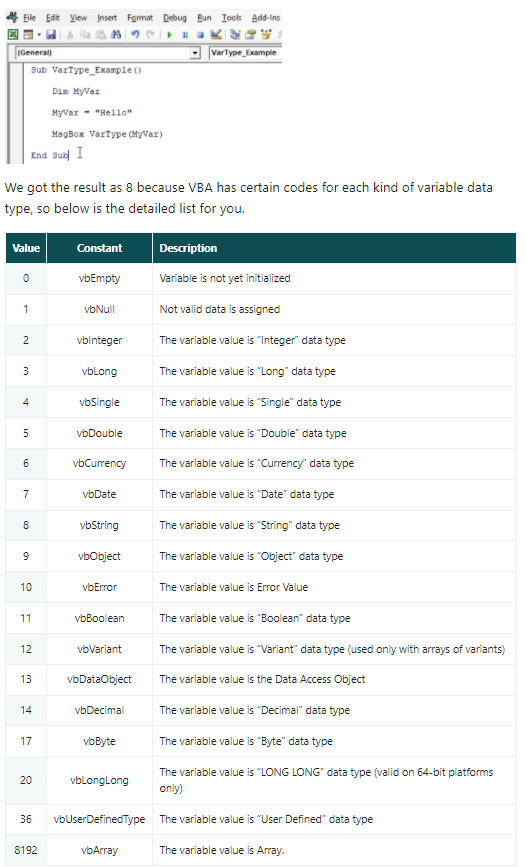 File Edit View Insert Format Debug Run Tools Add-Ins
(General) VarType_Example
Sub VarType_Example()
Dim MyVar
MyVar = "Hello"
MsgBox VarType(MyVar)
End Sub
We got the result as 8 because VBA has certain codes for each kind of variable data
type, so below is the detailed list for you.
Value Constant Description
0 vbEmpty Variable is not yet initialized
1 vbNull Not valid data is assigned
2 vbInteger The variable value is "Integer" data type
3 vbLong The variable value is "Long" data type
4 vbSingle The variable value is "Single" data type
5 vbDouble The variable value is "Double" data type
6 vbCurrency The variable value is "Currency" data type
7 vbDate The variable value is "Date" data type
8 vbString The variable value is "String" data type
9 vbObject The variable value is "Object" data type
10 vbError The variable value is Error Value
11 vbBoolean The variable value is "Boolean" data type
12 vbVariant The variable value is "Variant" data type (used only with arrays of variants)
13 vbDataObject The variable value is the Data Access Object
14 vbDecimal The variable value is "Decimal" data type
17 vbByte The variable value is "Byte" data type
20 vbLongLong The variable value is "LONG LONG" data type (valid on 64-bit platforms
only)
36 vbUserDefinedType The variable value is "User Defined" data type
8192 vbArray The variable value is Array.